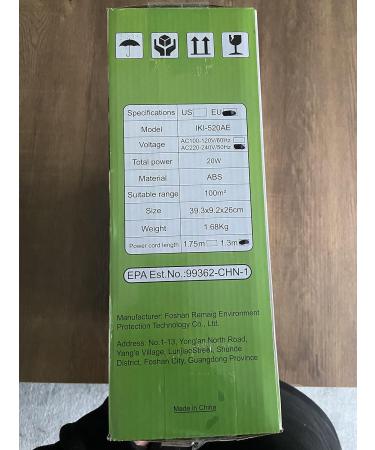 Specifications US EU
Model IKI-520AE
Voltage AC100-120V/60Hz
AC220-240V/50Hz
Total power 20W
Material ABS
Suitable range 100m²
Size 39.3x9.2x26cm
Weight 1.68Kg
Power cord length 1.75m 1.3m
EPA Est.No.:99362-CHN-1
Manufacturer: Foshan Remaig Environment
Protection Technology Co., Ltd.
Address: No.1-13, Yong'an North Road,
Yang'e Village, LunjiaoStreet, Shunde
District, Foshan City, Guangdong Province
Made in China